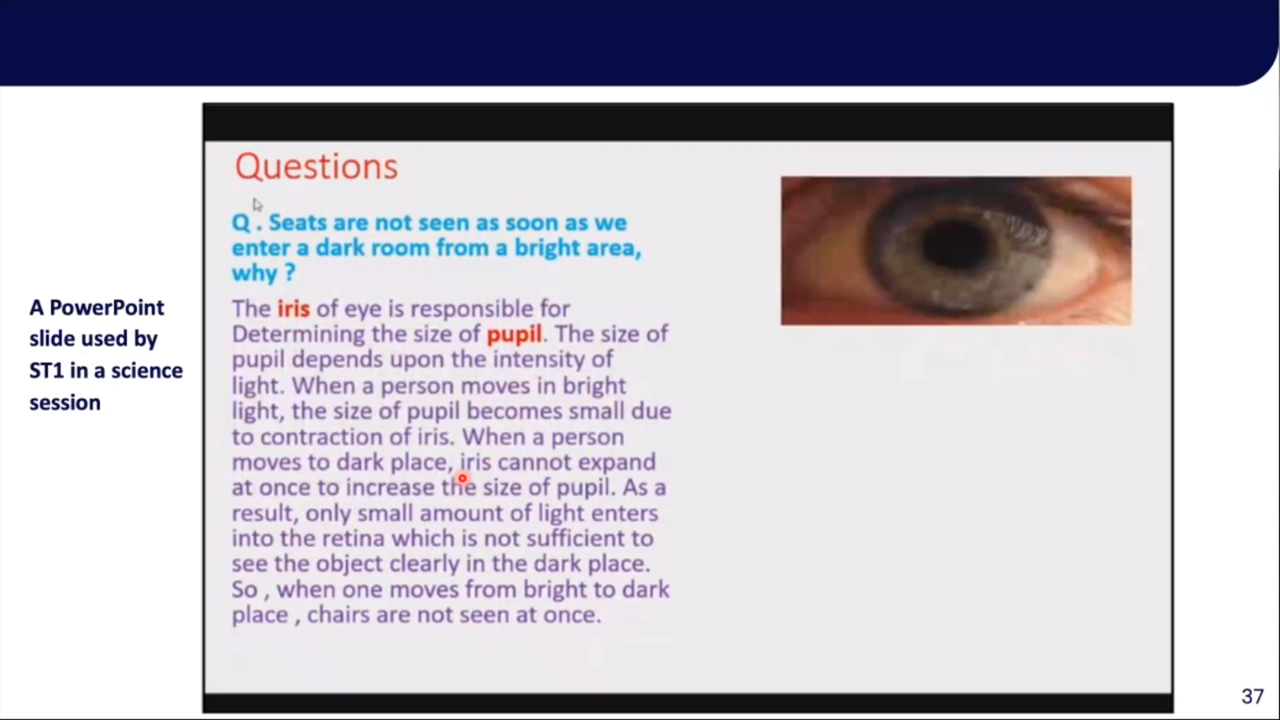 A PowerPoint
slide used by
ST1 in a science
session
Questions
Q . Seats are not seen as soon as we
enter a dark room from a bright area,
why ?
The iris of eye is responsible for
Determining the size of pupil. The size of
pupil depends upon the intensity of
light. When a person moves in bright
light, the size of pupil becomes small due
to contraction of iris. When a person
moves to dark place, iris cannot expand
at once to increase the size of pupil. As a
result, only small amount of light enters
into the retina which is not sufficient to
see the object clearly in the dark place.
So , when one moves from bright to dark
place , chairs are not seen at once.
37